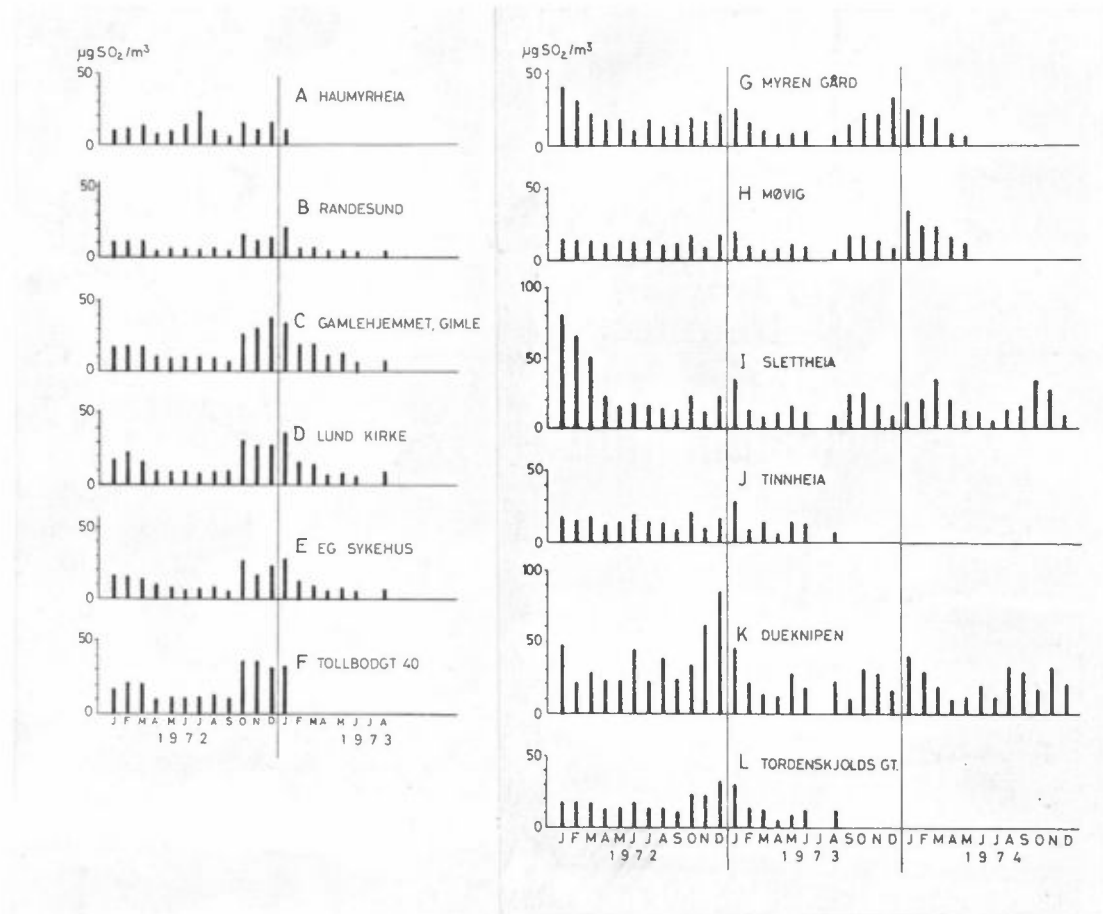 µg SO₂/m³
50
0
A HAUMYRHEIA
50
0
B RANDESUND
50
0
C GAMLEHJEMMET, GIMLE
50
0
D LUND KIRKE
50
0
E EG SYKEHUS
50
0
F TOLLBODGT 40
J F M A M J J A S O N D J F M A M J J A
1972 1973
µg SO₂/m³
50
0
G MYREN GÅRD
50
0
H MØVIG
100
50
0
I SLETTHEIA
50
0
J TINNHEIA
100
50
0
K DUEKNIPEN
50
0
L TORDENSKJOLDS GT.
J F M A M J J A S O N D J F M A M J J A S O N D J F M A M J J A S O N D
1972 1973 1974